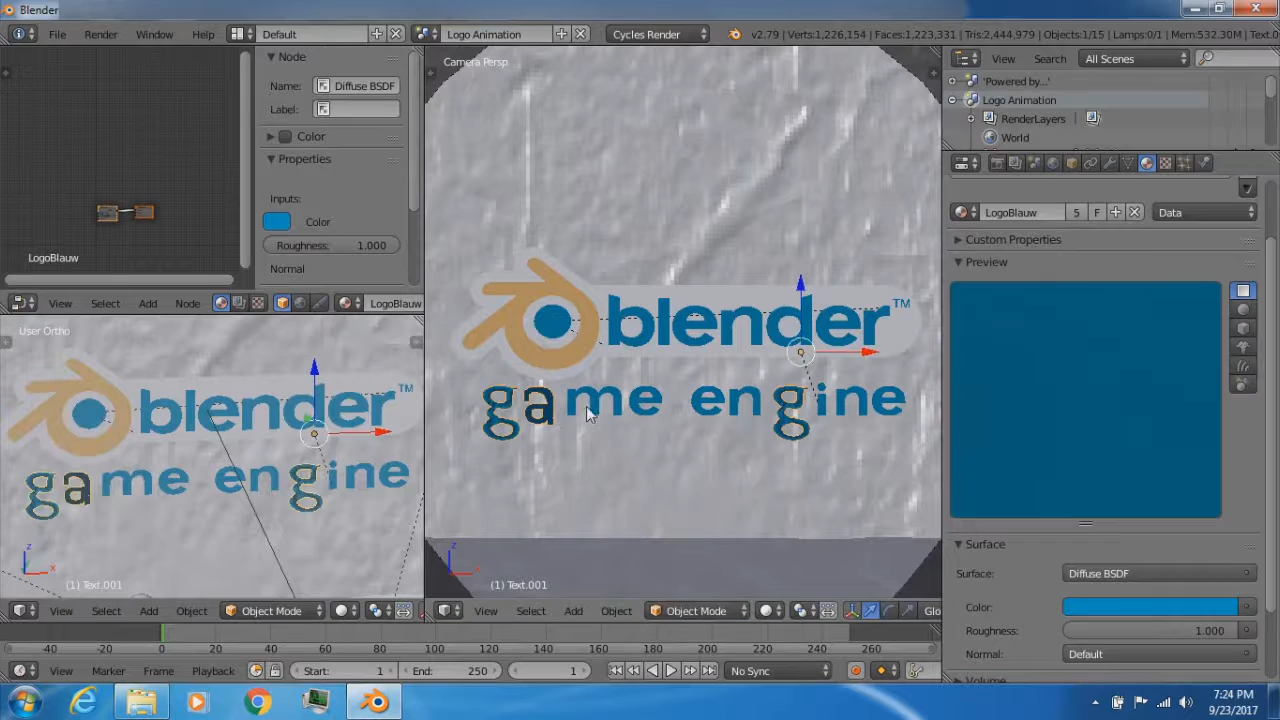 Blender
File Render Window Help Default Logo Animation Cycles Render v2.79 | Verts:1,226,154 | Faces:1,223,331 | Tris:2,444,979 | Objects:1/15 | Lamps:0/1 | Mem:532.30M | Text.0
Node
Name: Diffuse BSDF
Label:
Color
Properties
Inputs:
Color
Roughness: 1.000
Normal
LogoBlauw
View Select Add Node LogoBlauw
User Ortho
blender™
game engine
z
x
(1) Text.001
View Select Add Object Object Mode
Camera Persp
blender™
game engine
z
x
(1) Text.001
View Select Add Object Object Mode Glo
View Search All Scenes
'Powered by...'
Logo Animation
RenderLayers
World
LogoBlauw 5 F Data
Custom Properties
Preview
Surface
Surface: Diffuse BSDF
Color:
Roughness: 1.000
Normal: Default
Volume
-40 -20 0 20 40 60 80 100 120 140 160 180 200 220 240 260
View Marker Frame Playback Start: 1 End: 250 1 No Sync
7:24 PM
9/23/2017